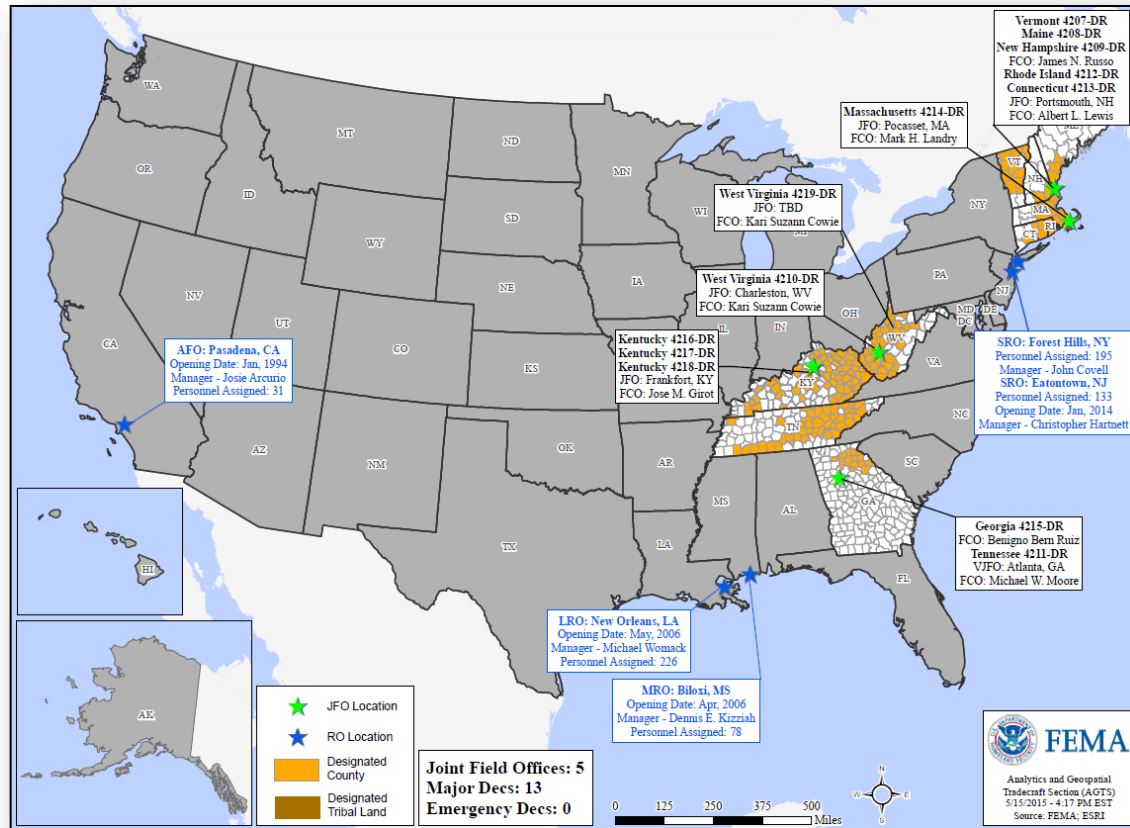 Vermont 4207-DR
Maine 4208-DR
New Hampshire 4209-DR
FCO: James N. Russo
Rhode Island 4212-DR
Connecticut 4213-DR
JFO: Portsmouth, NH
FCO: Albert L. Lewis
Massachusetts 4214-DR
JFO: Pocasset, MA
FCO: Mark H. Landry
West Virginia 4219-DR
JFO: TBD
FCO: Kari Suzann Cowie
West Virginia 4210-DR
JFO: Charleston, WV
FCO: Kari Suzann Cowie
Kentucky 4216-DR
Kentucky 4217-DR
Kentucky 4218-DR
JFO: Frankfort, KY
FCO: Jose M. Girot
AFO: Pasadena, CA
Opening Date: Jan, 1994
Manager - Josie Arcurio
Personnel Assigned: 31
SRO: Forest Hills, NY
Personnel Assigned: 195
Manager - John Covell
SRO: Eatontown, NJ
Personnel Assigned: 133
Opening Date: Jan, 2014
Manager - Christopher Hartnett
Georgia 4215-DR
FCO: Benigno Bern Ruiz
Tennessee 4211-DR
VJFO: Atlanta, GA
FCO: Michael W. Moore
LRO: New Orleans, LA
Opening Date: May, 2006
Manager - Michael Womack
Personnel Assigned: 226
MRO: Biloxi, MS
Opening Date: Apr, 2006
Manager - Dennis E. Kizziah
Personnel Assigned: 78
WA
MT
ND
MN
OR
ID
SD
WI
WY
NE
IA
NV
UT
CO
KS
CA
AZ
NM
OK
AR
TX
LA
MS
AL
GA
FL
SC
NC
TN
KY
VA
WV
IN
OH
PA
NY
NJ
MD
DE
DC
VT
NH
MA
CT
RI
HI
AK
JFO Location
RO Location
Designated
County
Designated
Tribal Land
Joint Field Offices: 5
Major Decs: 13
Emergency Decs: 0
0 125 250 375 500
Miles
N
W
E
S
FEMA
Analytics and Geospatial
Tradecraft Section (AGTS)
5/15/2015 - 4:17 PM EST
Source: FEMA; ESRI